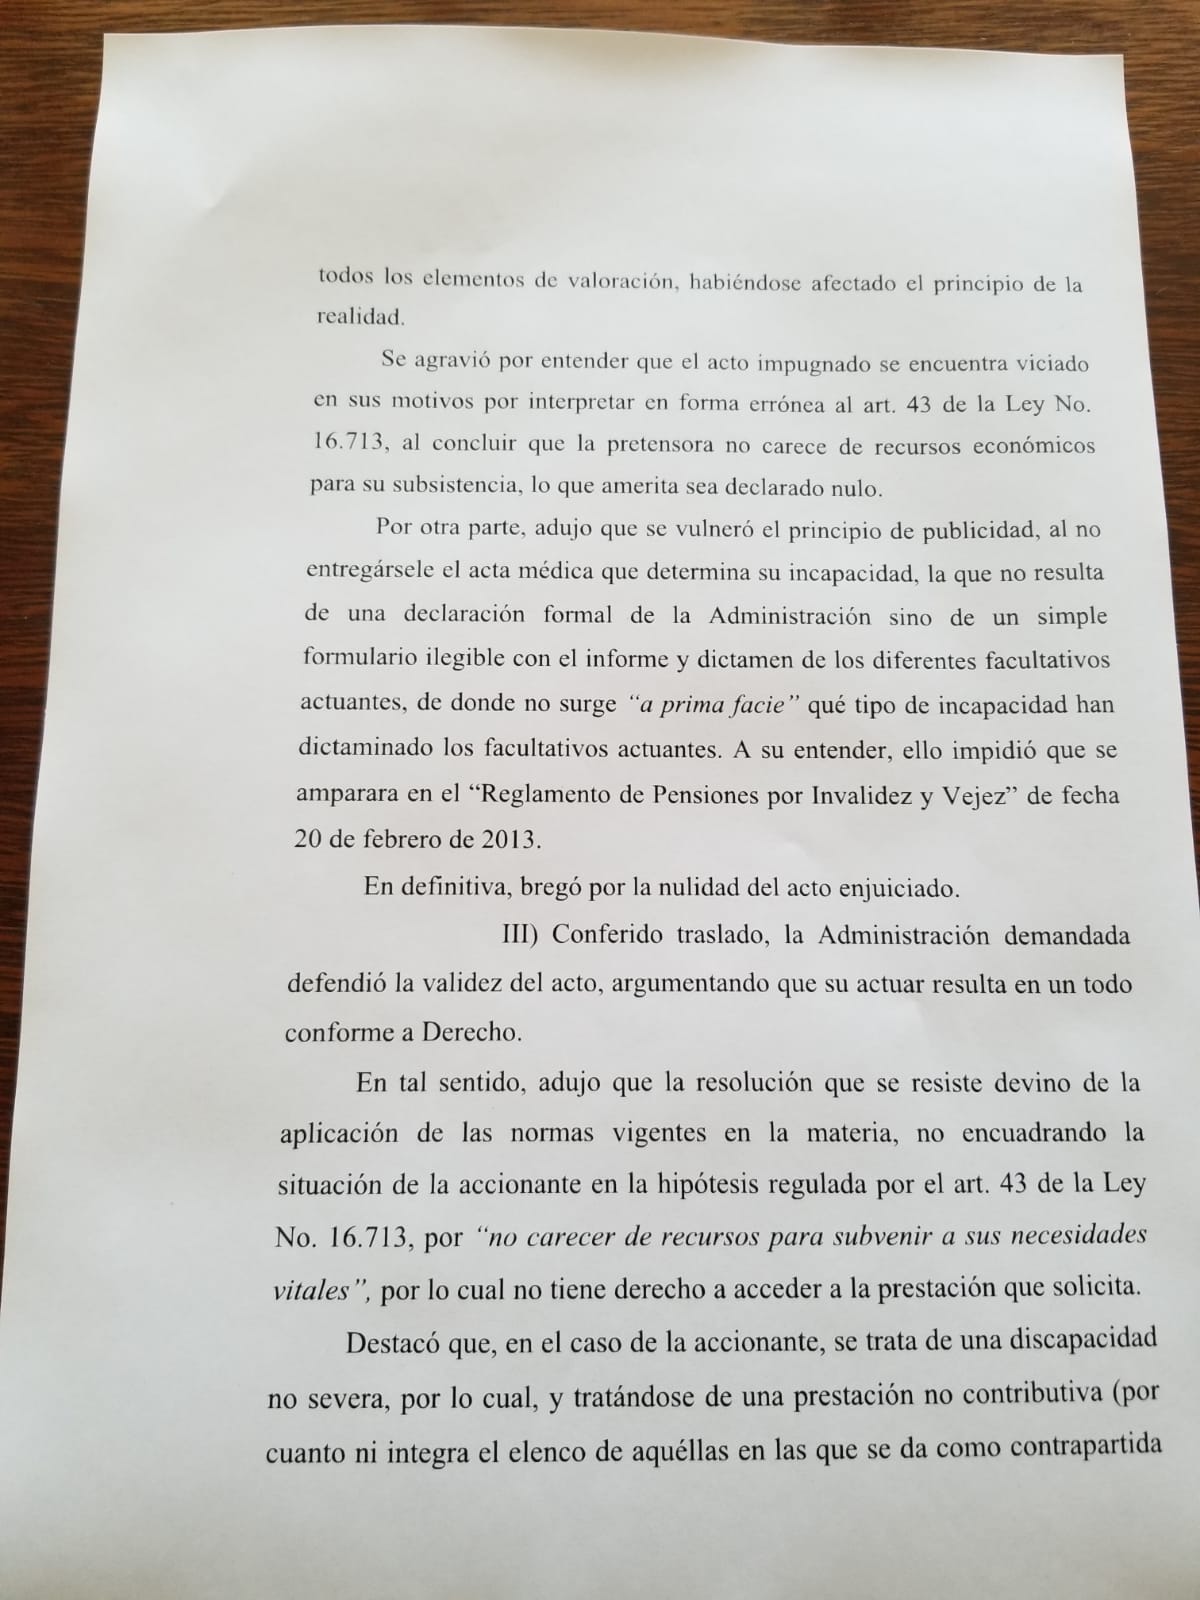 todos los elementos de valoración, habiéndose afectado el principio de la
realidad.
Se agravió por entender que el acto impugnado se encuentra viciado
en sus motivos por interpretar en forma errónea al art. 43 de la Ley No.
16.713, al concluir que la pretensora no carece de recursos económicos
para su subsistencia, lo que amerita sea declarado nulo.
Por otra parte, adujo que se vulneró el principio de publicidad, al no
entregársele el acta médica que determina su incapacidad, la que no resulta
de una declaración formal de la Administración sino de un simple
formulario ilegible con el informe y dictamen de los diferentes facultativos
actuantes, de donde no surge “a prima facie” qué tipo de incapacidad han
dictaminado los facultativos actuantes. A su entender, ello impidió que se
amparara en el “Reglamento de Pensiones por Invalidez y Vejez” de fecha
20 de febrero de 2013.
En definitiva, bregó por la nulidad del acto enjuiciado.
III) Conferido traslado, la Administración demandada
defendió la validez del acto, argumentando que su actuar resulta en un todo
conforme a Derecho.
En tal sentido, adujo que la resolución que se resiste devino de la
aplicación de las normas vigentes en la materia, no encuadrando la
situación de la accionante en la hipótesis regulada por el art. 43 de la Ley
No. 16.713, por “no carecer de recursos para subvenir a sus necesidades
vitales”, por lo cual no tiene derecho a acceder a la prestación que solicita.
Destacó que, en el caso de la accionante, se trata de una discapacidad
no severa, por lo cual, y tratándose de una prestación no contributiva (por
cuanto ni integra el elenco de aquéllas en las que se da como contrapartida